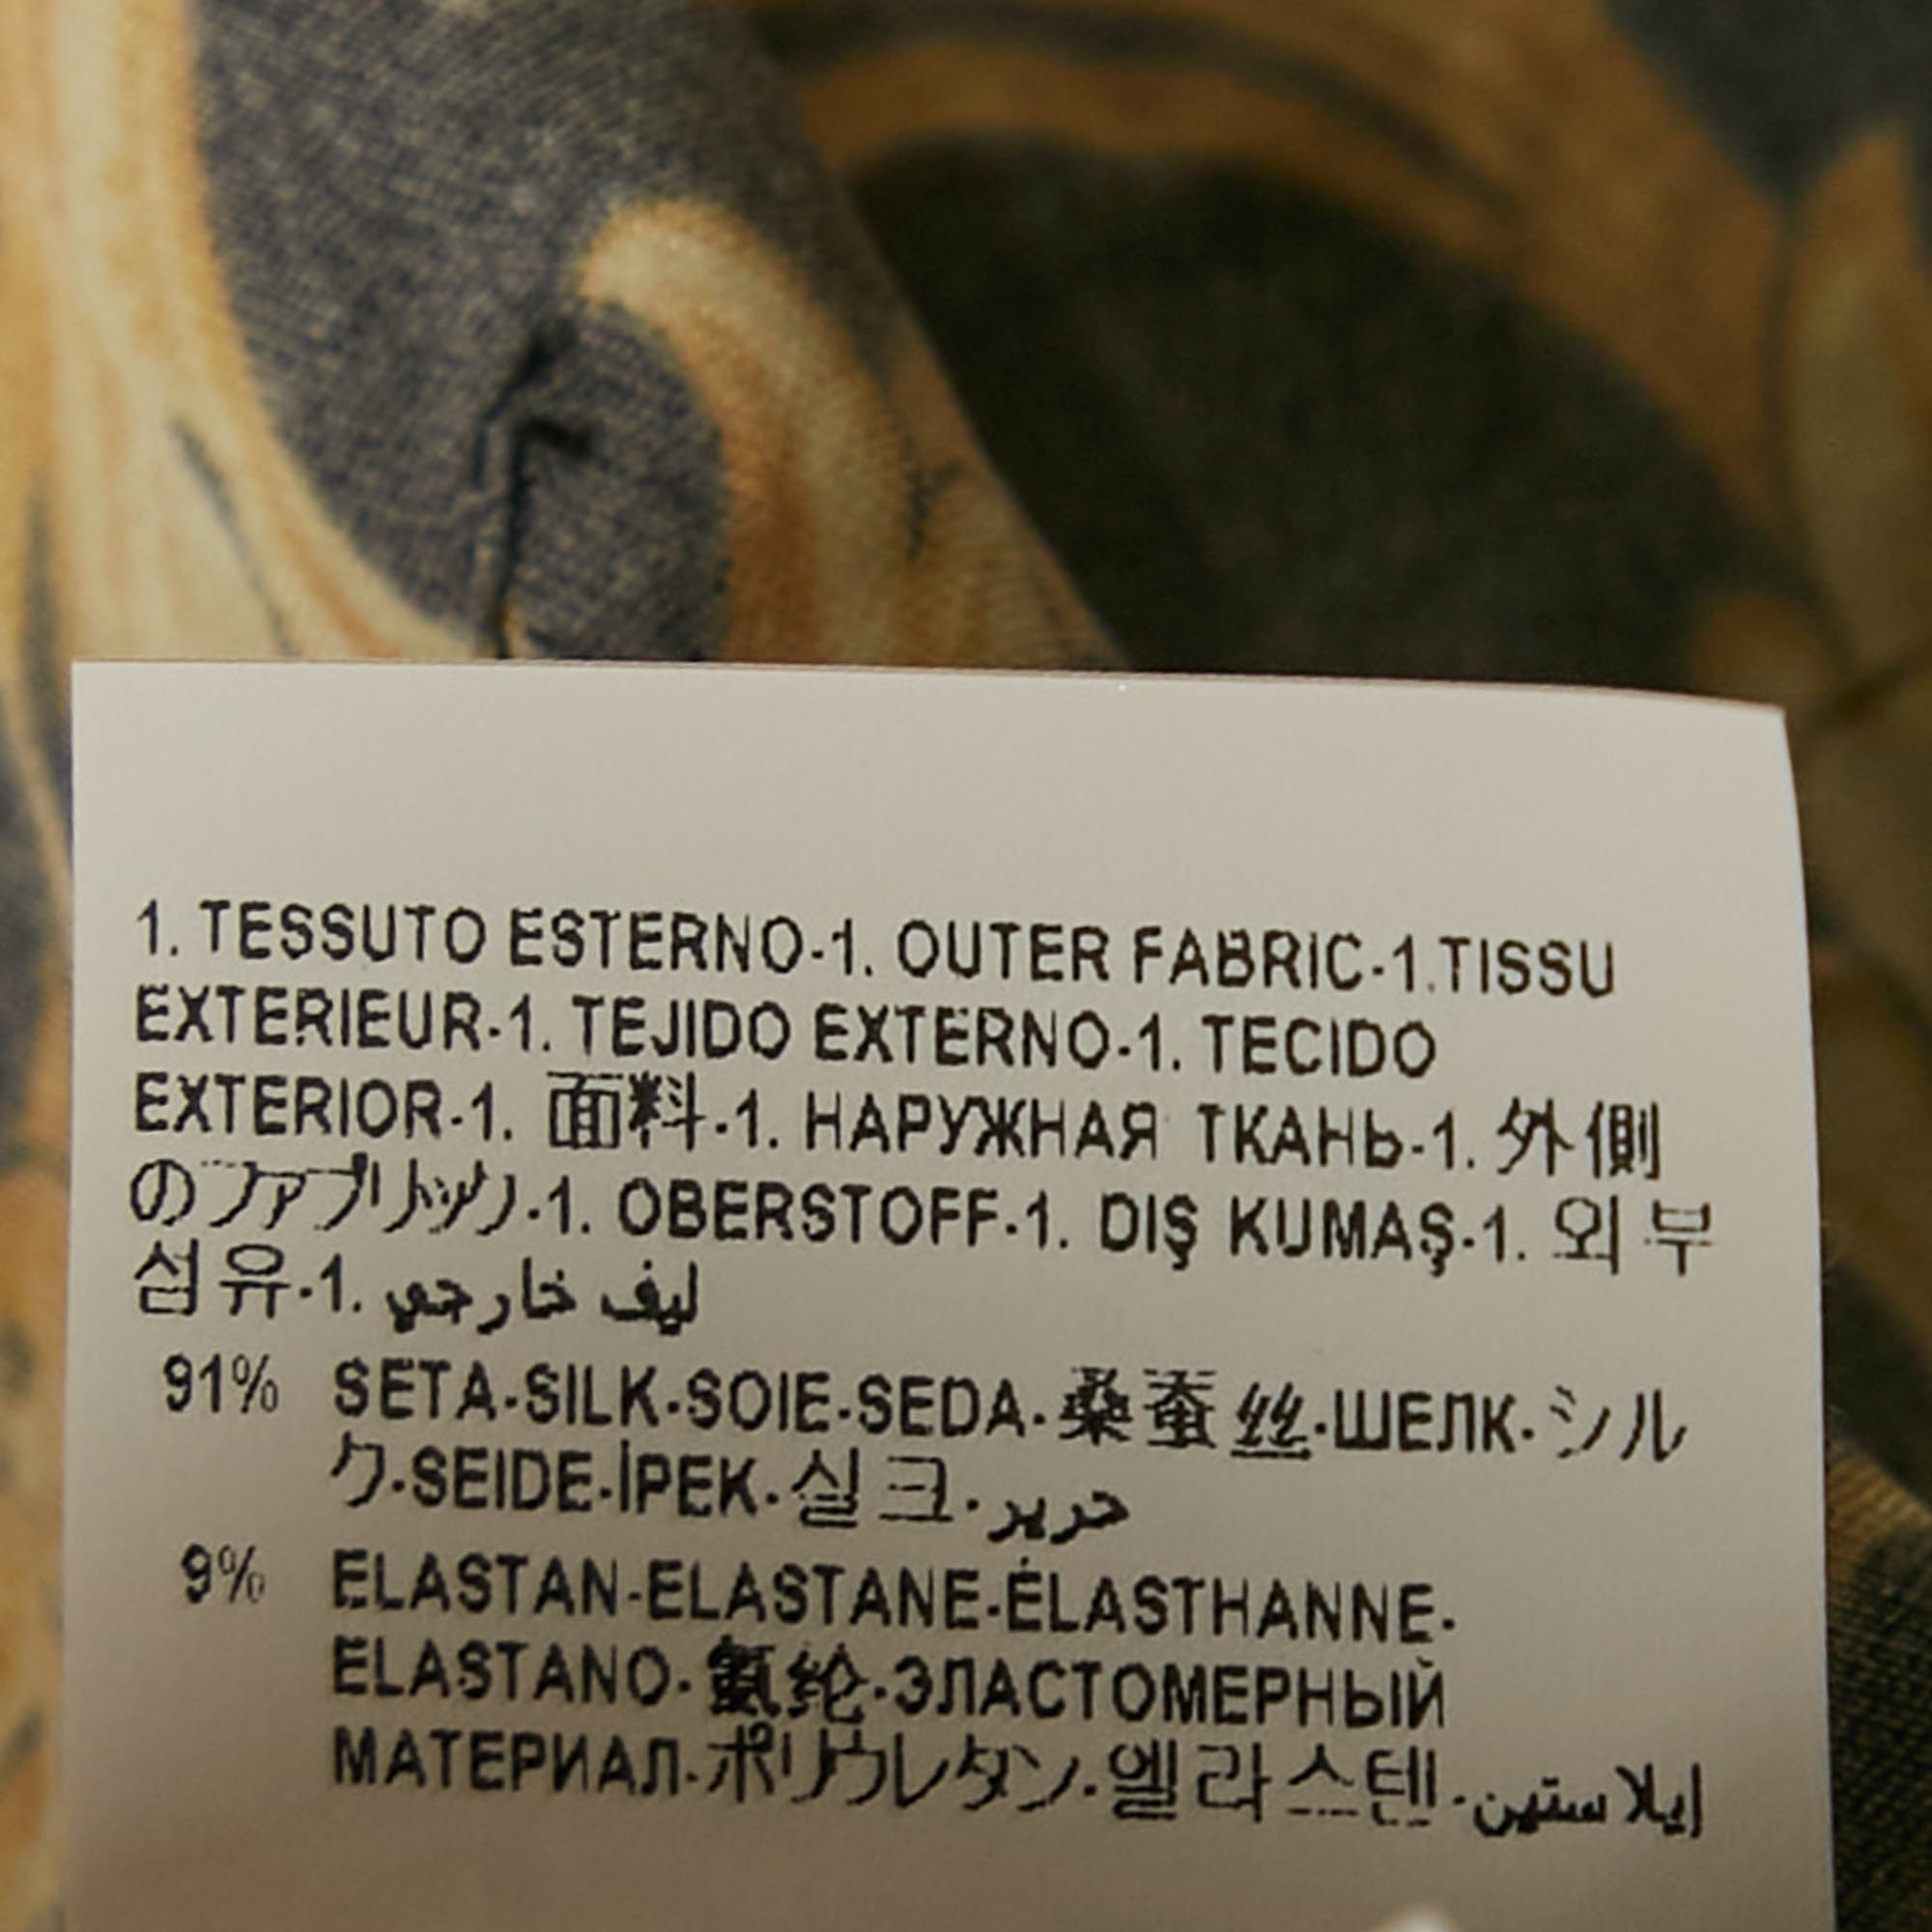 1. TESSUTO ESTERNO-1. OUTER FABRIC-1.TISSU
EXTERIEUR-1. TEJIDO EXTERNO-1. TECIDO
EXTERIOR-1. 面料-1. НАРУЖНАЯ ТКАНЬ-1. 外側
のファブリック-1. OBERSTOFF-1. DIŞ KUMAŞ-1. 외부
섬유-1. ليف خارجي
91% SETA-SILK-SOIE-SEDA-桑蚕丝-ШЕЛК-シル
ク-SEIDE-İPEK-실크-حرير
9% ELASTAN-ELASTANE-ÉLASTHANNE-
ELASTANO-氨纶-ЭЛАСТОМЕРНЫЙ
МАТЕРИАЛ-ポリウレタン-엘라스텐-إيلاستين